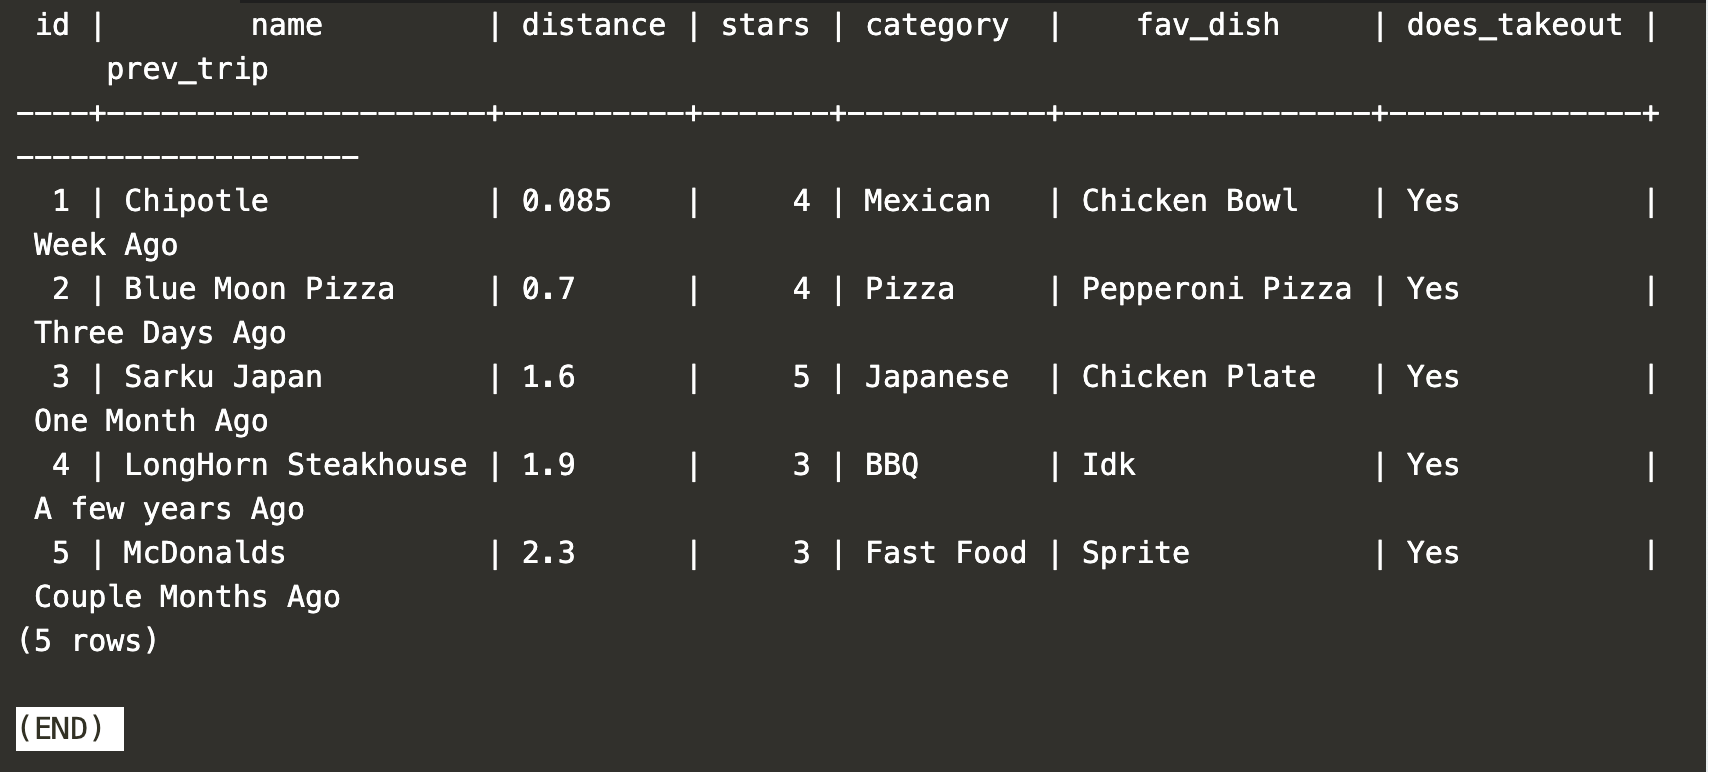 id |        name         | distance | stars | category  |    fav_dish     | does_takeout |
     prev_trip
----+---------------------+----------+-------+-----------+-----------------+--------------+
-------------------
  1 | Chipotle            | 0.085    |     4 | Mexican   | Chicken Bowl    | Yes          |
 Week Ago
  2 | Blue Moon Pizza     | 0.7      |     4 | Pizza     | Pepperoni Pizza | Yes          |
 Three Days Ago
  3 | Sarku Japan         | 1.6      |     5 | Japanese  | Chicken Plate   | Yes          |
 One Month Ago
  4 | LongHorn Steakhouse | 1.9      |     3 | BBQ       | Idk             | Yes          |
 A few years Ago
  5 | McDonalds           | 2.3      |     3 | Fast Food | Sprite          | Yes          |
 Couple Months Ago
(5 rows)

(END)